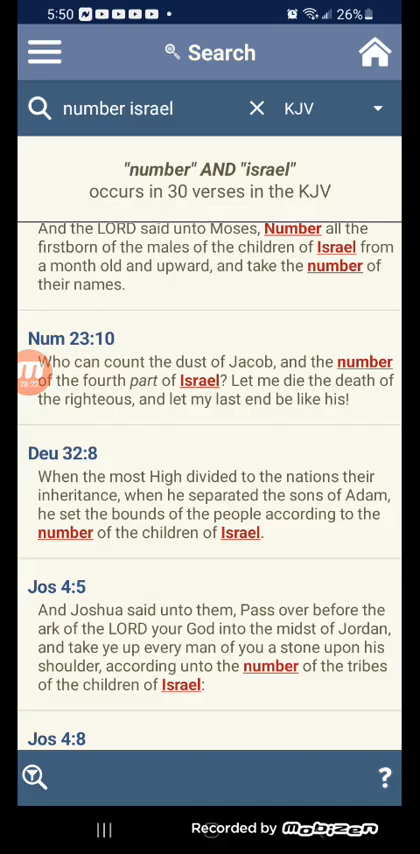 5:50 26%
Search
number israel KJV
"number" AND "israel"
occurs in 30 verses in the KJV
And the LORD said unto Moses, Number all the
firstborn of the males of the children of Israel from
a month old and upward, and take the number of
their names.
Num 23:10
Who can count the dust of Jacob, and the number
of the fourth part of Israel? Let me die the death of
the righteous, and let my last end be like his!
28:22
Deu 32:8
When the most High divided to the nations their
inheritance, when he separated the sons of Adam,
he set the bounds of the people according to the
number of the children of Israel.
Jos 4:5
And Joshua said unto them, Pass over before the
ark of the LORD your God into the midst of Jordan,
and take ye up every man of you a stone upon his
shoulder, according unto the number of the tribes
of the children of Israel:
Jos 4:8
?
Recorded by mobizen